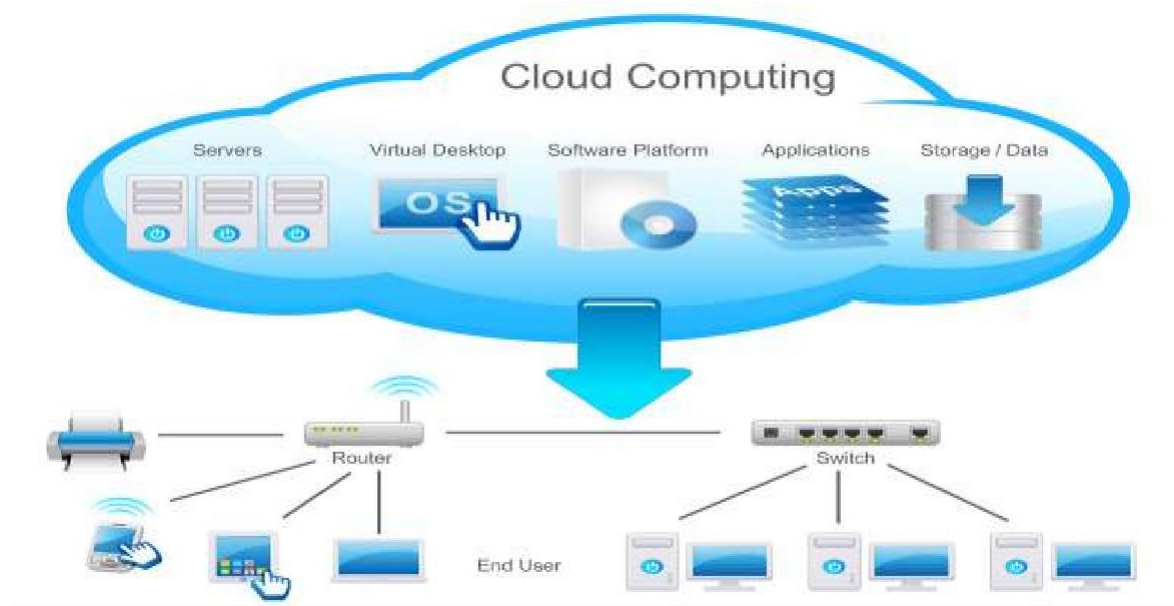 Cloud Computing
Servers
Virtual Desktop
Software Platform
Applications
Storage / Data
OS
Apps
Router
Switch
End User